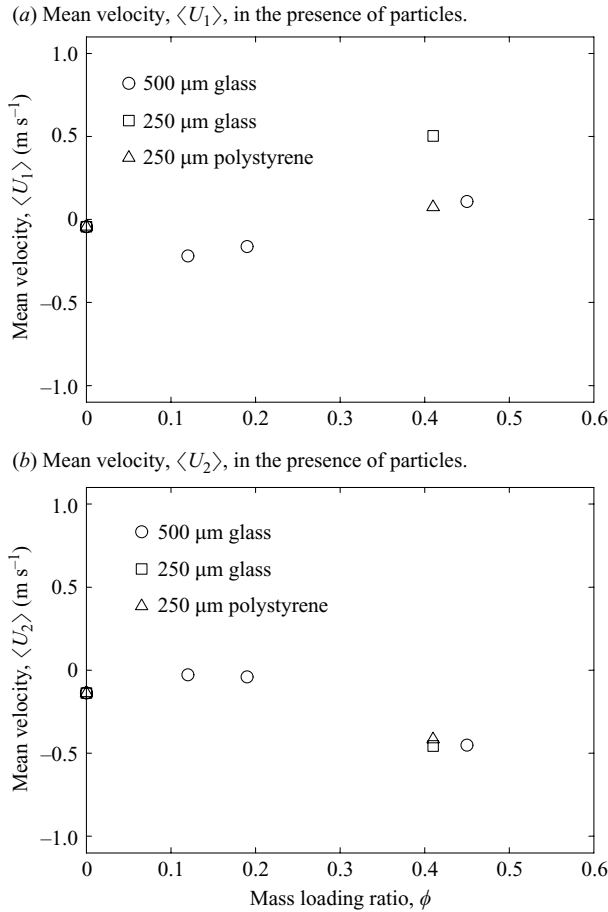 (a) Mean velocity, ⟨U₁⟩, in the presence of particles.
1.0
500 μm glass
250 μm glass
0.5
250 μm polystyrene
Mean velocity, ⟨U₁⟩ (m s⁻¹)
0
–0.5
–1.0
0 0.1 0.2 0.3 0.4 0.5 0.6
(b) Mean velocity, ⟨U₂⟩, in the presence of particles.
1.0
500 μm glass
250 μm glass
0.5
250 μm polystyrene
Mean velocity, ⟨U₂⟩ (m s⁻¹)
0
–0.5
–1.0
0 0.1 0.2 0.3 0.4 0.5 0.6
Mass loading ratio, ϕ